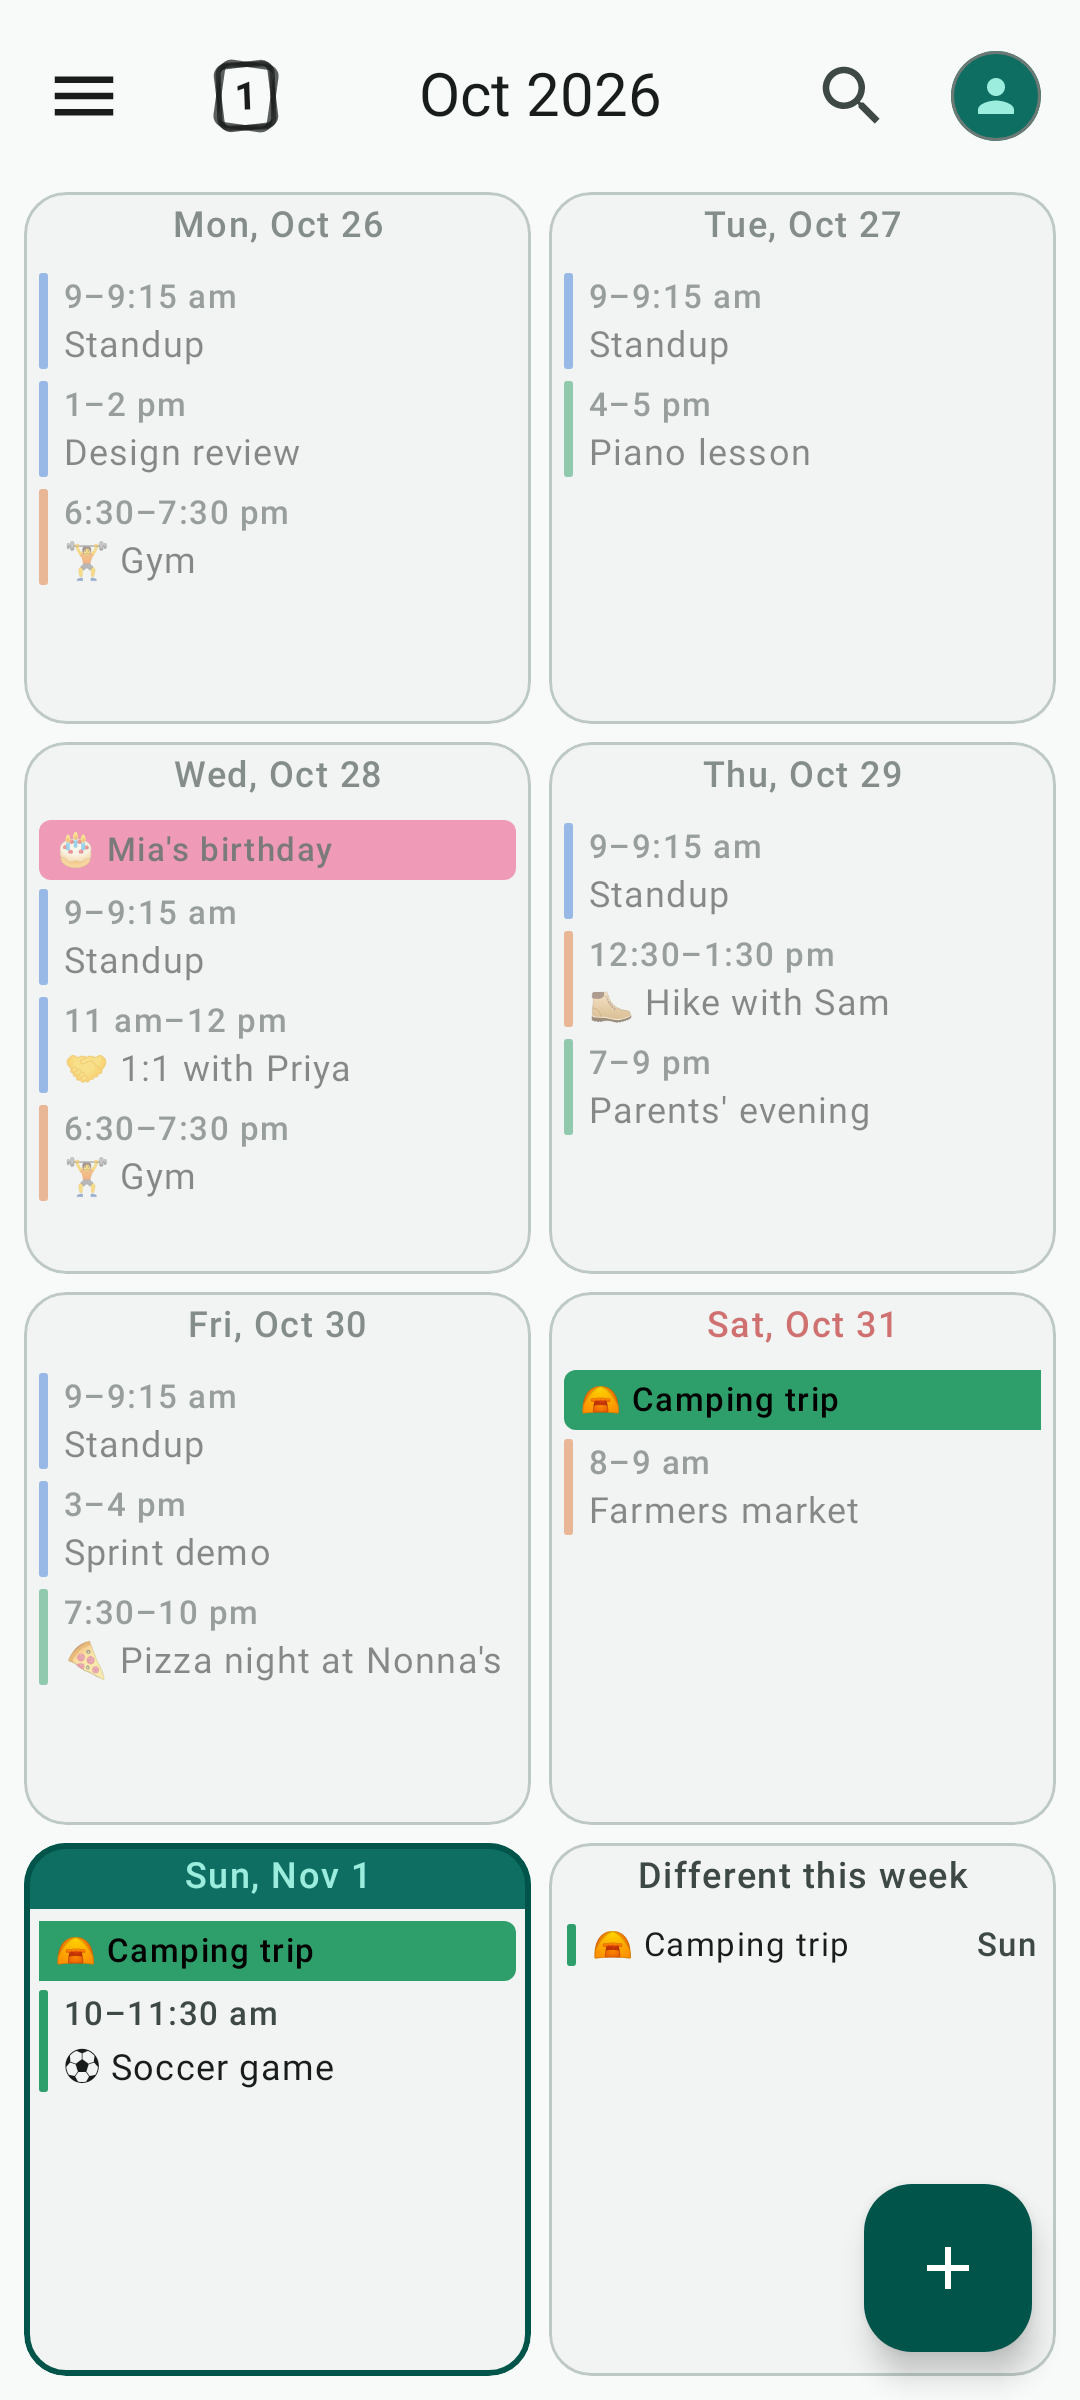 1
Oct 2026
Mon, Oct 26
9–9:15 am
Standup
1–2 pm
Design review
6:30–7:30 pm
🏋️ Gym
Tue, Oct 27
9–9:15 am
Standup
4–5 pm
Piano lesson
Wed, Oct 28
🎂 Mia's birthday
9–9:15 am
Standup
11 am–12 pm
🤝 1:1 with Priya
6:30–7:30 pm
🏋️ Gym
Thu, Oct 29
9–9:15 am
Standup
12:30–1:30 pm
🥾 Hike with Sam
7–9 pm
Parents' evening
Fri, Oct 30
9–9:15 am
Standup
3–4 pm
Sprint demo
7:30–10 pm
🍕 Pizza night at Nonna's
Sat, Oct 31
Camping trip
8–9 am
Farmers market
Sun, Nov 1
Camping trip
10–11:30 am
⚽ Soccer game
Different this week
Camping trip Sun